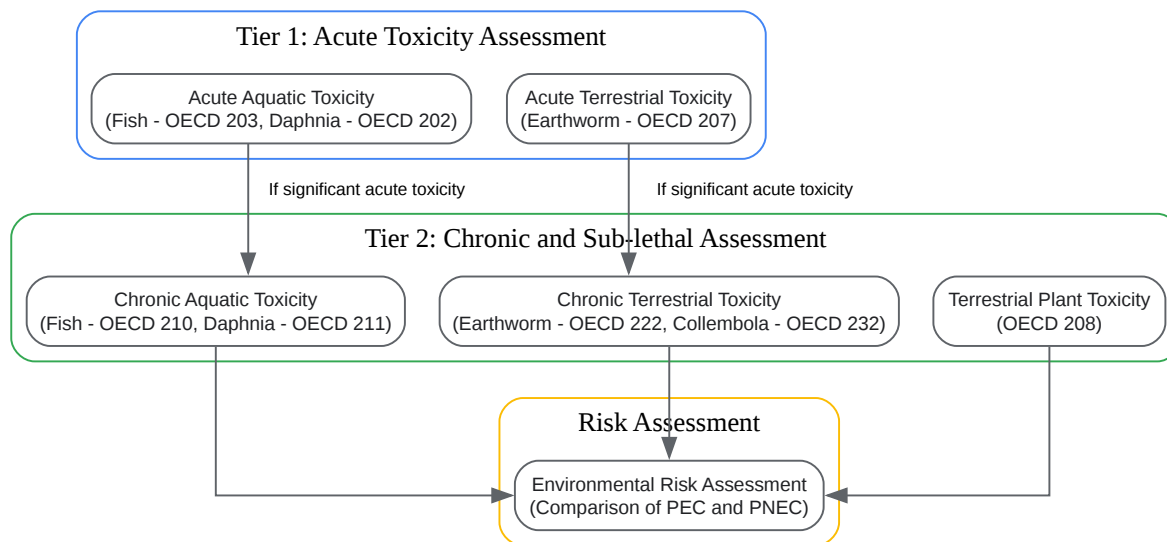 Tier 1: Acute Toxicity Assessment
Acute Aquatic Toxicity
(Fish - OECD 203, Daphnia - OECD 202)
Acute Terrestrial Toxicity
(Earthworm - OECD 207)
If significant acute toxicity
If significant acute toxicity
Tier 2: Chronic and Sub-lethal Assessment
Chronic Aquatic Toxicity
(Fish - OECD 210, Daphnia - OECD 211)
Chronic Terrestrial Toxicity
(Earthworm - OECD 222, Collembola - OECD 232)
Terrestrial Plant Toxicity
(OECD 208)
Risk Assessment
Environmental Risk Assessment
(Comparison of PEC and PNEC)